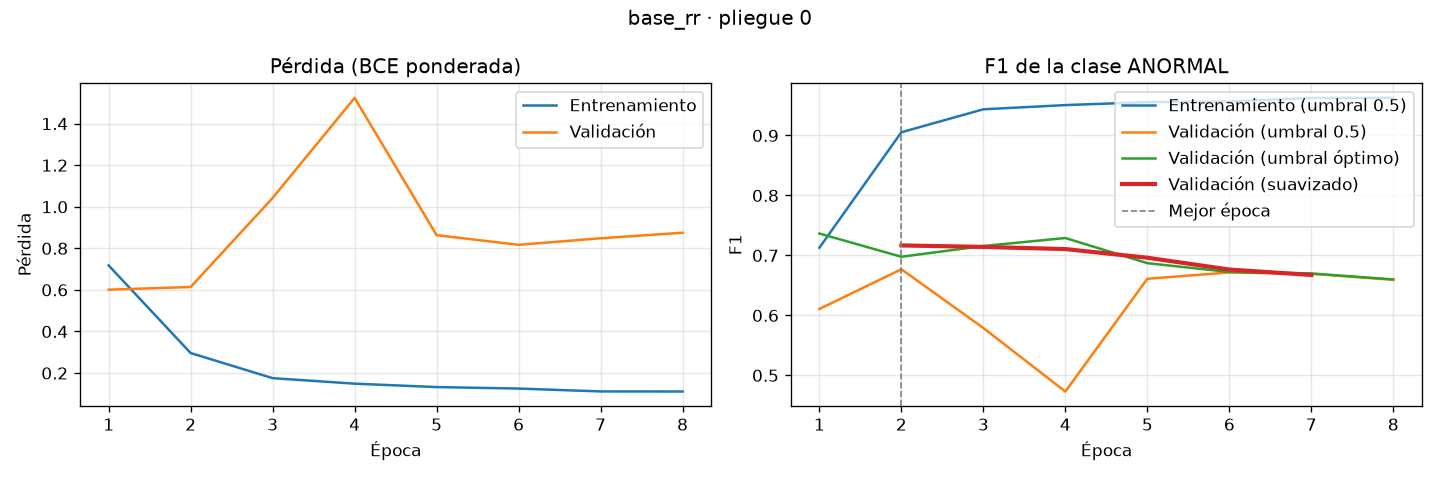 base_rr · pliegue 0
Pérdida (BCE ponderada)
Entrenamiento
Validación
1.4
1.2
1.0
0.8
0.6
0.4
0.2
Pérdida
1 2 3 4 5 6 7 8
Época
F1 de la clase ANORMAL
Entrenamiento (umbral 0.5)
Validación (umbral 0.5)
Validación (umbral óptimo)
Validación (suavizado)
Mejor época
0.9
0.8
0.7
0.6
0.5
F1
1 2 3 4 5 6 7 8
Época